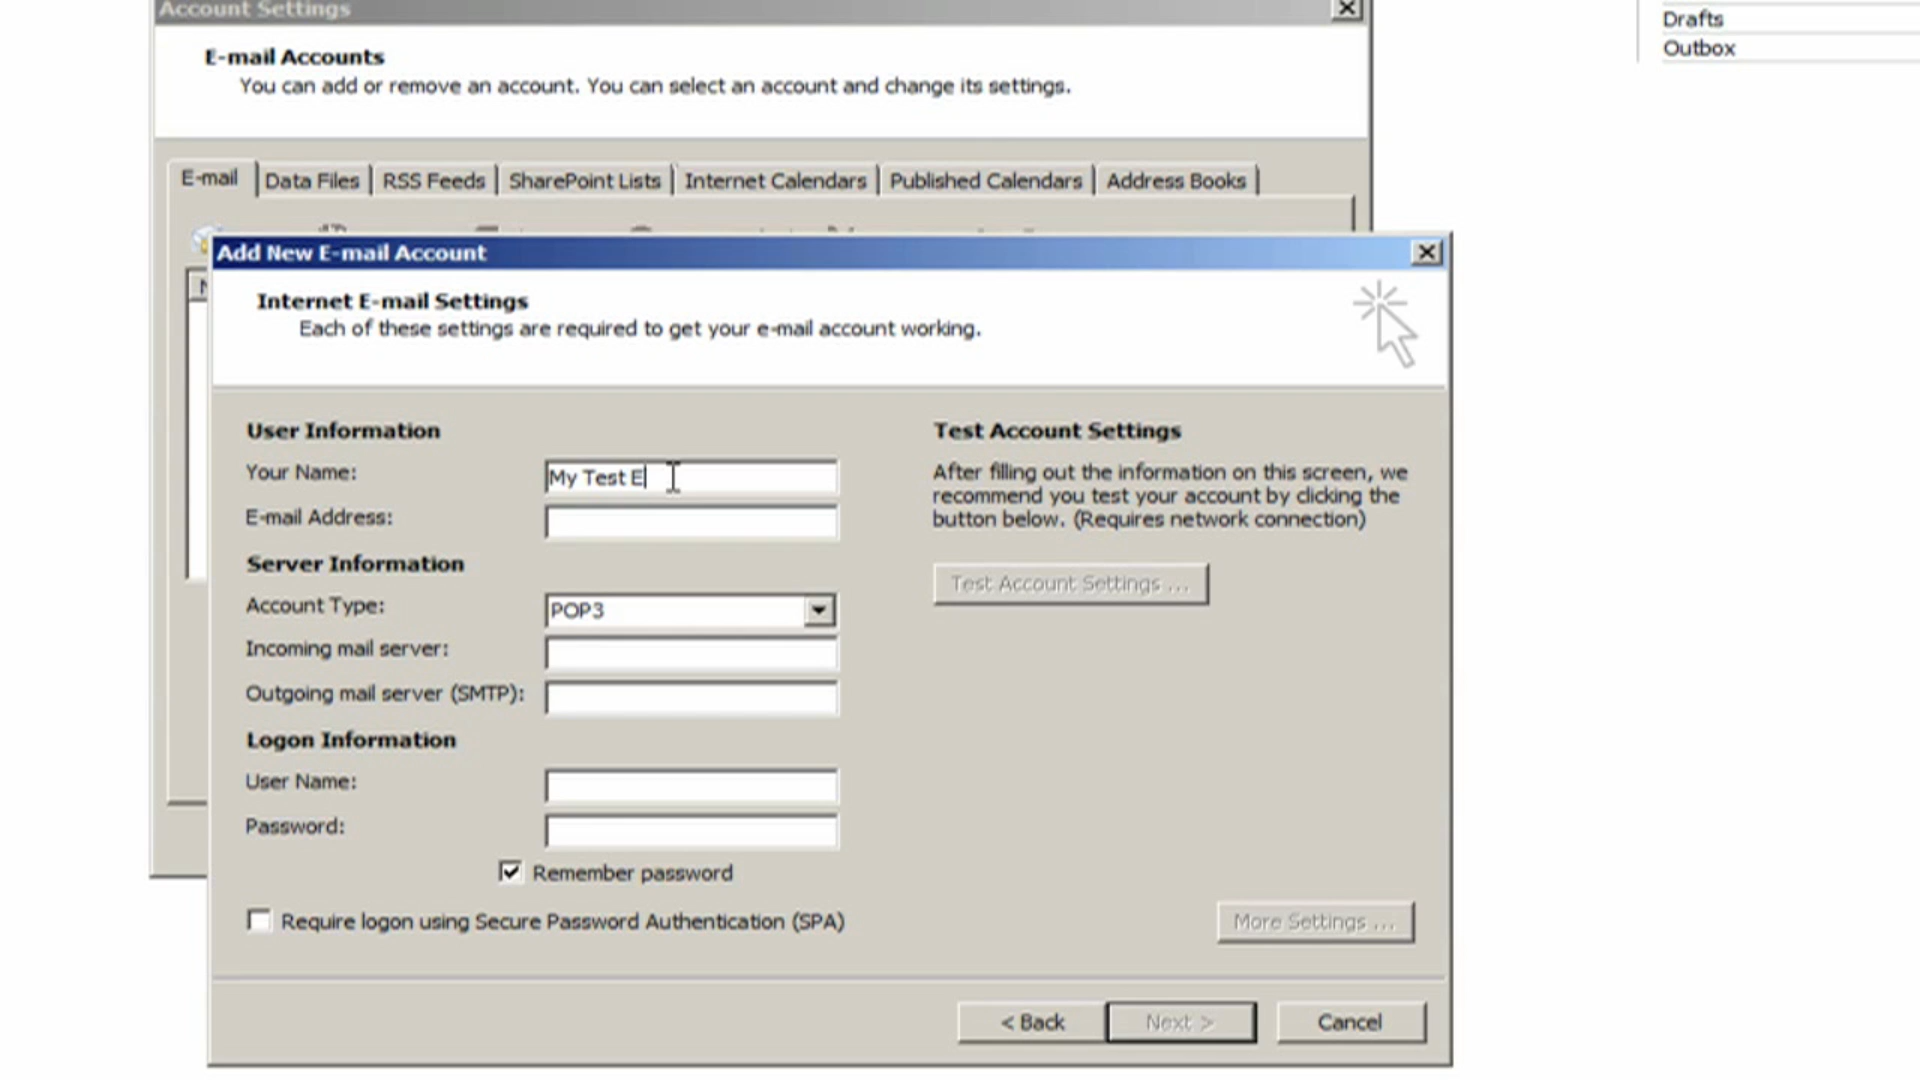 Account Settings
Drafts
Outbox
E-mail Accounts
You can add or remove an account. You can select an account and change its settings.
E-mail
Data Files
RSS Feeds
SharePoint Lists
Internet Calendars
Published Calendars
Address Books
Add New E-mail Account
Internet E-mail Settings
Each of these settings are required to get your e-mail account working.
User Information
Your Name:
My Test E
E-mail Address:
Server Information
Account Type:
POP3
Incoming mail server:
Outgoing mail server (SMTP):
Logon Information
User Name:
Password:
Remember password
Require logon using Secure Password Authentication (SPA)
Test Account Settings
After filling out the information on this screen, we
recommend you test your account by clicking the
button below. (Requires network connection)
Test Account Settings ...
More Settings ...
< Back
Next >
Cancel